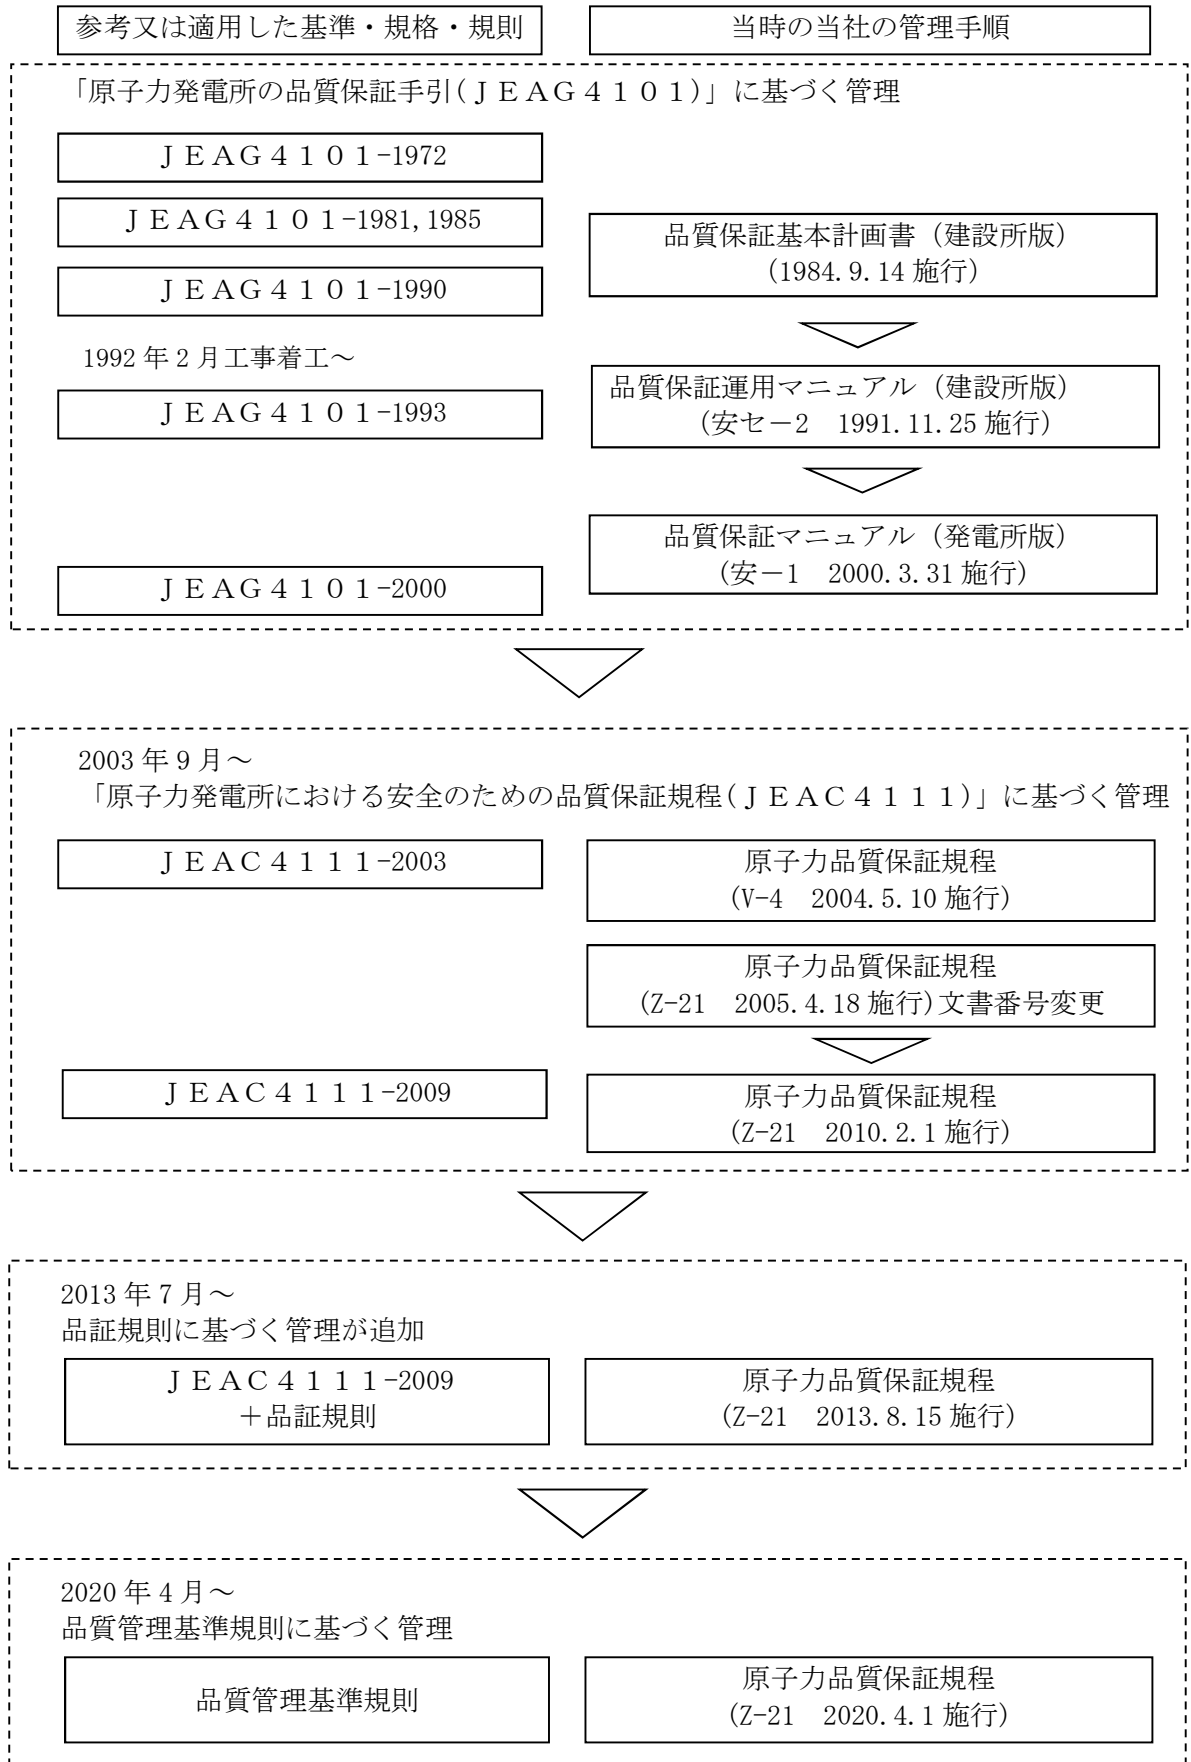 参考又は適用した基準・規格・規則
当時の当社の管理手順
「原子力発電所の品質保証手引(ＪＥＡＧ４１０１)」に基づく管理
ＪＥＡＧ４１０１-1972
ＪＥＡＧ４１０１-1981,1985
品質保証基本計画書（建設所版）
(1984.9.14 施行)
ＪＥＡＧ４１０１-1990
1992 年 2 月工事着工～
品質保証運用マニュアル（建設所版）
(安セ－2　1991.11.25 施行)
ＪＥＡＧ４１０１-1993
品質保証マニュアル（発電所版）
(安－1　2000.3.31 施行)
ＪＥＡＧ４１０１-2000
2003 年 9 月～
「原子力発電所における安全のための品質保証規程(ＪＥＡＣ４１１１)」に基づく管理
ＪＥＡＣ４１１１-2003
原子力品質保証規程
(V-4　2004.5.10 施行)
原子力品質保証規程
(Z-21　2005.4.18 施行)文書番号変更
ＪＥＡＣ４１１１-2009
原子力品質保証規程
(Z-21　2010.2.1 施行)
2013 年 7 月～
品証規則に基づく管理が追加
ＪＥＡＣ４１１１-2009
＋品証規則
原子力品質保証規程
(Z-21　2013.8.15 施行)
2020 年 4 月～
品質管理基準規則に基づく管理
品質管理基準規則
原子力品質保証規程
(Z-21　2020.4.1 施行)